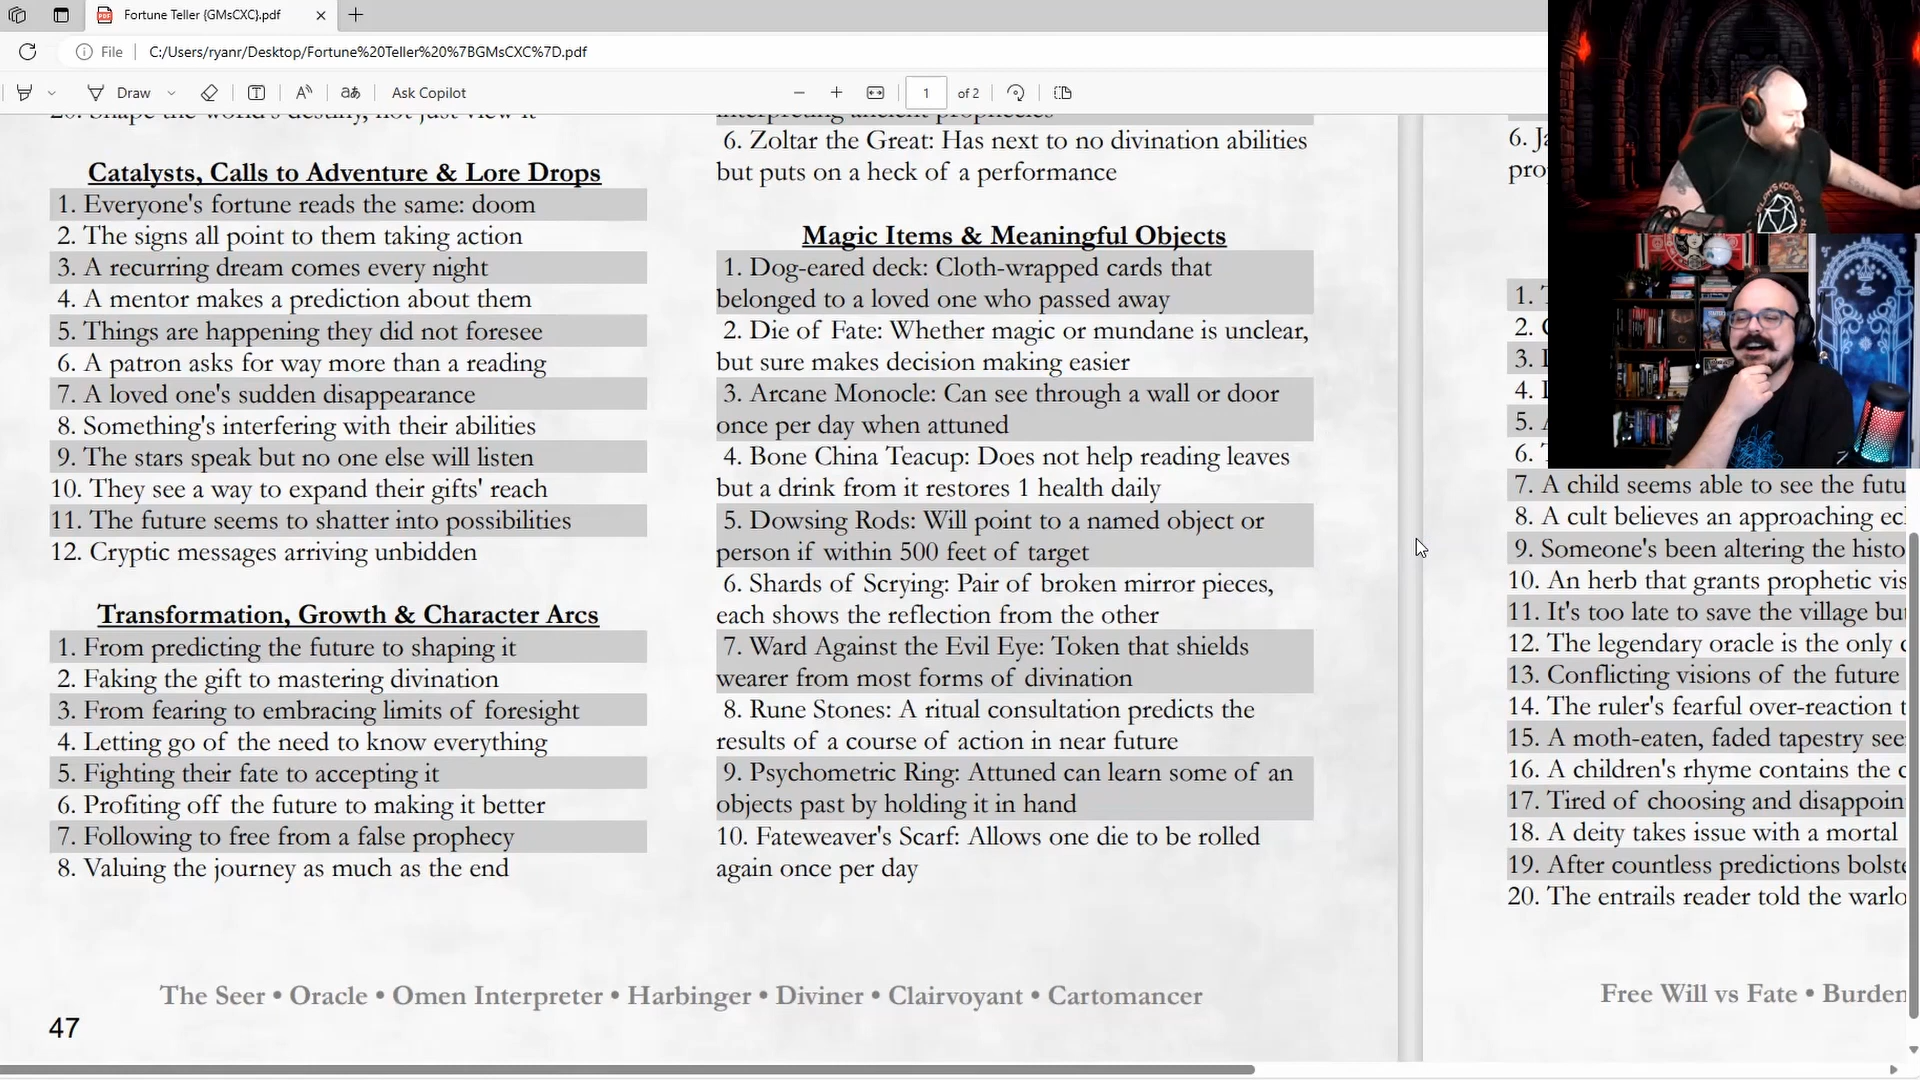 Fortune Teller {GMsCXC}.pdf
File
C:/Users/ryanr/Desktop/Fortune%20Teller%20%7BGMsCXC%7D.pdf
Draw
Ask Copilot
1
of 2
20. Shape the world's destiny, not just view it
Catalysts, Calls to Adventure & Lore Drops
1. Everyone's fortune reads the same: doom
2. The signs all point to them taking action
3. A recurring dream comes every night
4. A mentor makes a prediction about them
5. Things are happening they did not foresee
6. A patron asks for way more than a reading
7. A loved one's sudden disappearance
8. Something's interfering with their abilities
9. The stars speak but no one else will listen
10. They see a way to expand their gifts' reach
11. The future seems to shatter into possibilities
12. Cryptic messages arriving unbidden
Transformation, Growth & Character Arcs
1. From predicting the future to shaping it
2. Faking the gift to mastering divination
3. From fearing to embracing limits of foresight
4. Letting go of the need to know everything
5. Fighting their fate to accepting it
6. Profiting off the future to making it better
7. Following to free from a false prophecy
8. Valuing the journey as much as the end
interpreting ancient prophecies
6. Zoltar the Great: Has next to no divination abilities
but puts on a heck of a performance
Magic Items & Meaningful Objects
1. Dog-eared deck: Cloth-wrapped cards that
belonged to a loved one who passed away
2. Die of Fate: Whether magic or mundane is unclear,
but sure makes decision making easier
3. Arcane Monocle: Can see through a wall or door
once per day when attuned
4. Bone China Teacup: Does not help reading leaves
but a drink from it restores 1 health daily
5. Dowsing Rods: Will point to a named object or
person if within 500 feet of target
6. Shards of Scrying: Pair of broken mirror pieces,
each shows the reflection from the other
7. Ward Against the Evil Eye: Token that shields
wearer from most forms of divination
8. Rune Stones: A ritual consultation predicts the
results of a course of action in near future
9. Psychometric Ring: Attuned can learn some of an
objects past by holding it in hand
10. Fateweaver's Scarf: Allows one die to be rolled
again once per day
The Seer • Oracle • Omen Interpreter • Harbinger • Diviner • Clairvoyant • Cartomancer
47
6.
1.
2.
3.
4.
5.
6.
7. A child seems able to see the futu
8. A cult believes an approaching ec
9. Someone's been altering the histo
10. An herb that grants prophetic vis
11. It's too late to save the village bu
12. The legendary oracle is the only
13. Conflicting visions of the future
14. The ruler's fearful over-reaction t
15. A moth-eaten, faded tapestry see
16. A children's rhyme contains the c
17. Tired of choosing and disappoin
18. A deity takes issue with a mortal
19. After countless predictions bolste
20. The entrails reader told the warlo
Free Will vs Fate • Burden